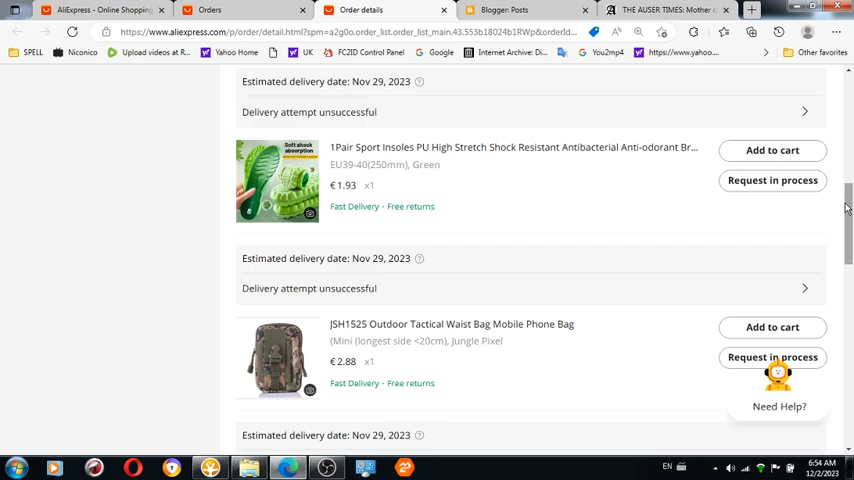 AliExpress - Online Shopping
Orders
Order details
Blogger: Posts
THE AUSER TIMES: Mother
https://www.aliexpress.com/p/order/detail.html?spm=a2g0o.order_list.order_list_main.43.553b18024b1RWp&orderId...
SPELL
Niconico
Upload videos at R...
Yahoo Home
UK
FC2ID Control Panel
Google
Internet Archive: Di...
You2mp4
https://www.yahoo...
Other favorites
Estimated delivery date: Nov 29, 2023
Delivery attempt unsuccessful
Soft shock
absorption
1Pair Sport Insoles PU High Stretch Shock Resistant Antibacterial Anti-odorant Br...
Add to cart
EU39-40(250mm), Green
€1.93 x1
Request in process
Fast Delivery · Free returns
Estimated delivery date: Nov 29, 2023
Delivery attempt unsuccessful
JSH1525 Outdoor Tactical Waist Bag Mobile Phone Bag
Add to cart
(Mini (longest side <20cm), Jungle Pixel
€2.88 x1
Request in process
Fast Delivery · Free returns
Need Help?
Estimated delivery date: Nov 29, 2023
EN
6:54 AM
12/2/2023